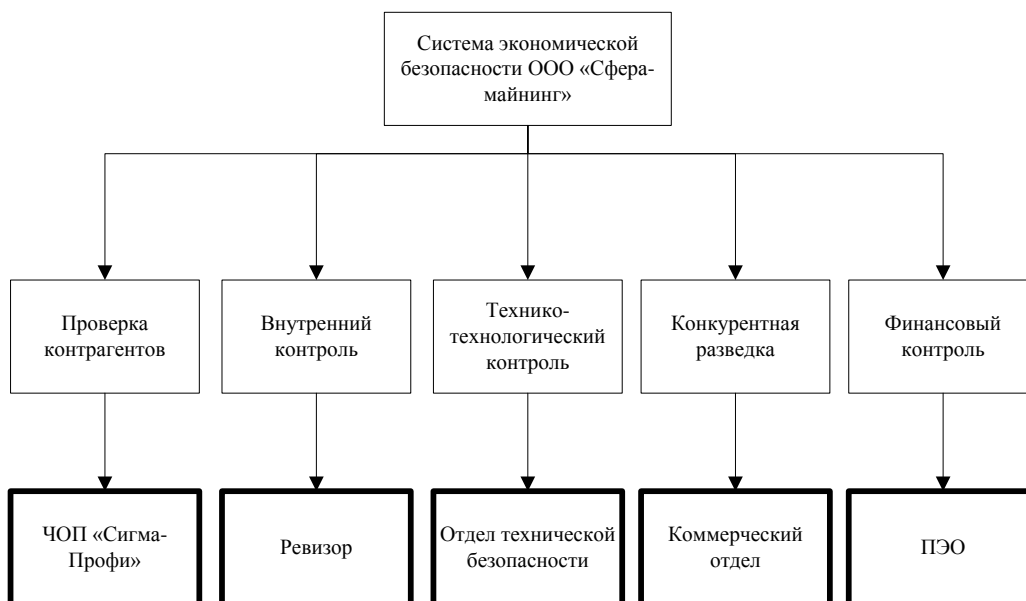 Система экономической
безопасности ООО «Сфера-
майнинг»
Проверка
контрагентов
Внутренний
контроль
Технико-
технологический
контроль
Конкурентная
разведка
Финансовый
контроль
ЧОП «Сигма-
Профи»
Ревизор
Отдел технической
безопасности
Коммерческий
отдел
ПЭО